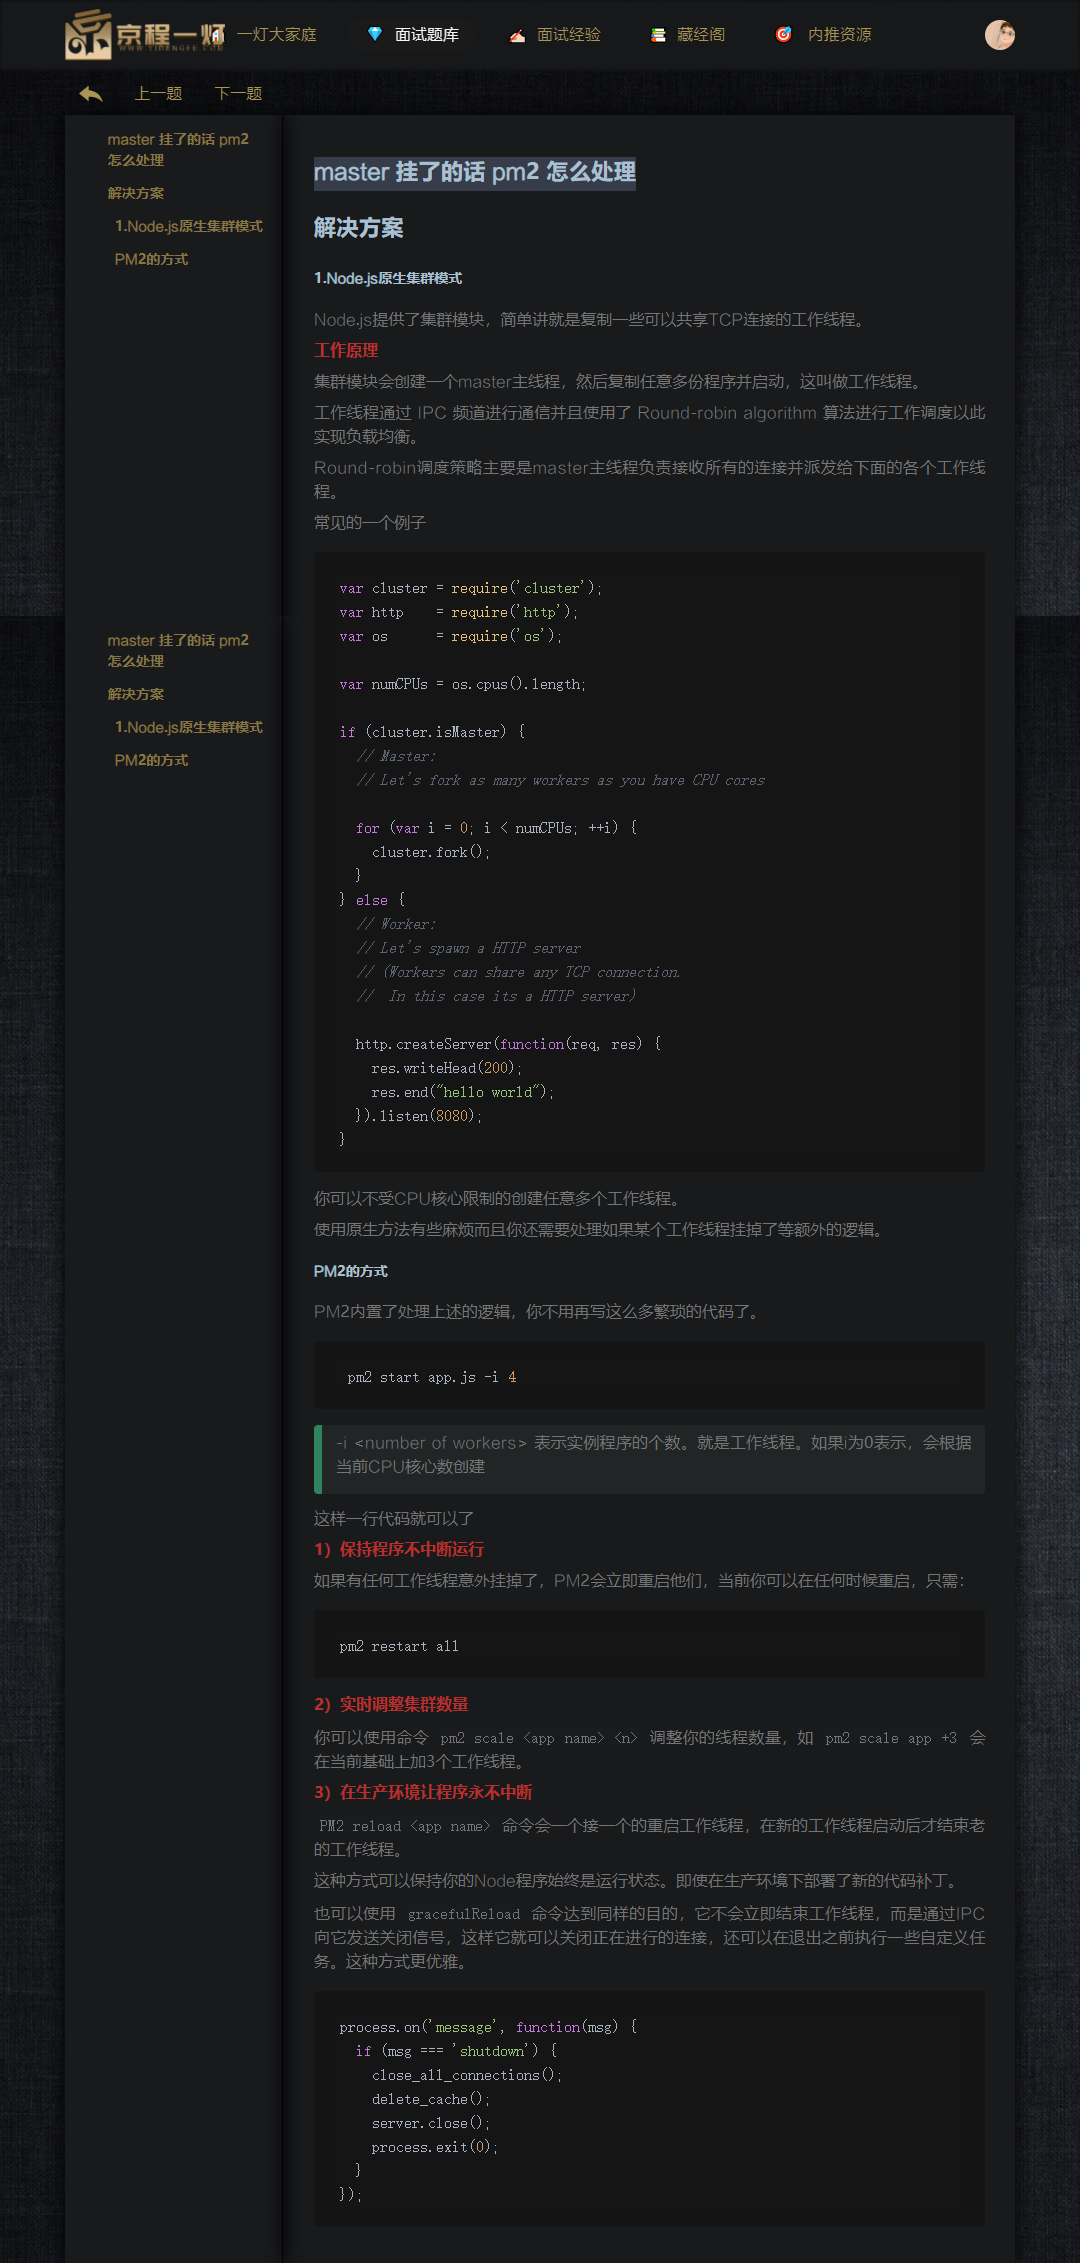 京程一灯
WWW.YIDENGFE.COM
一灯大家庭
面试题库
面试经验
藏经阁
内推资源
上一题
下一题
master 挂了的话 pm2
怎么处理
解决方案
1.Node.js原生集群模式
PM2的方式
master 挂了的话 pm2
怎么处理
解决方案
1.Node.js原生集群模式
PM2的方式
master 挂了的话 pm2 怎么处理
解决方案
1.Node.js原生集群模式
Node.js提供了集群模块，简单讲就是复制一些可以共享TCP连接的工作线程。
工作原理
集群模块会创建一个master主线程，然后复制任意多份程序并启动，这叫做工作线程。
工作线程通过 IPC 频道进行通信并且使用了 Round-robin algorithm 算法进行工作调度以此
实现负载均衡。
Round-robin调度策略主要是master主线程负责接收所有的连接并派发给下面的各个工作线
程。
常见的一个例子
var cluster = require('cluster');
var http    = require('http');
var os      = require('os');
var numCPUs = os.cpus().length;
if (cluster.isMaster) {
  // Master:
  // Let's fork as many workers as you have CPU cores
  for (var i = 0; i < numCPUs; ++i) {
    cluster.fork();
  }
} else {
  // Worker:
  // Let's spawn a HTTP server
  // (Workers can share any TCP connection.
  //  In this case its a HTTP server)
  http.createServer(function(req, res) {
    res.writeHead(200);
    res.end("hello world");
  }).listen(8080);
}
你可以不受CPU核心限制的创建任意多个工作线程。
使用原生方法有些麻烦而且你还需要处理如果某个工作线程挂掉了等额外的逻辑。
PM2的方式
PM2内置了处理上述的逻辑，你不用再写这么多繁琐的代码了。
pm2 start app.js -i 4
-i <number of workers> 表示实例程序的个数。就是工作线程。如果i为0表示，会根据
当前CPU核心数创建
这样一行代码就可以了
1）保持程序不中断运行
如果有任何工作线程意外挂掉了，PM2会立即重启他们，当前你可以在任何时候重启，只需：
pm2 restart all
2）实时调整集群数量
你可以使用命令 pm2 scale <app name> <n> 调整你的线程数量，如 pm2 scale app +3 会
在当前基础上加3个工作线程。
3）在生产环境让程序永不中断
PM2 reload <app name> 命令会一个接一个的重启工作线程，在新的工作线程启动后才结束老
的工作线程。
这种方式可以保持你的Node程序始终是运行状态。即使在生产环境下部署了新的代码补丁。
也可以使用 gracefulReload 命令达到同样的目的，它不会立即结束工作线程，而是通过IPC
向它发送关闭信号，这样它就可以关闭正在进行的连接，还可以在退出之前执行一些自定义任
务。这种方式更优雅。
process.on('message', function(msg) {
  if (msg === 'shutdown') {
    close_all_connections();
    delete_cache();
    server.close();
    process.exit(0);
  }
});